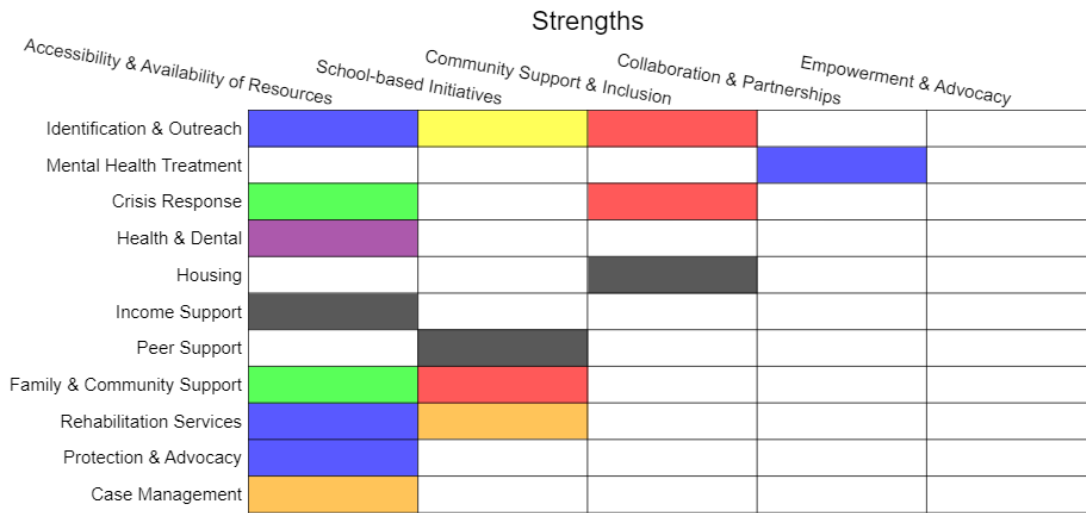 Strengths
Accessibility & Availability of Resources
School-based Initiatives
Community Support & Inclusion
Collaboration & Partnerships
Empowerment & Advocacy
Identification & Outreach
Mental Health Treatment
Crisis Response
Health & Dental
Housing
Income Support
Peer Support
Family & Community Support
Rehabilitation Services
Protection & Advocacy
Case Management